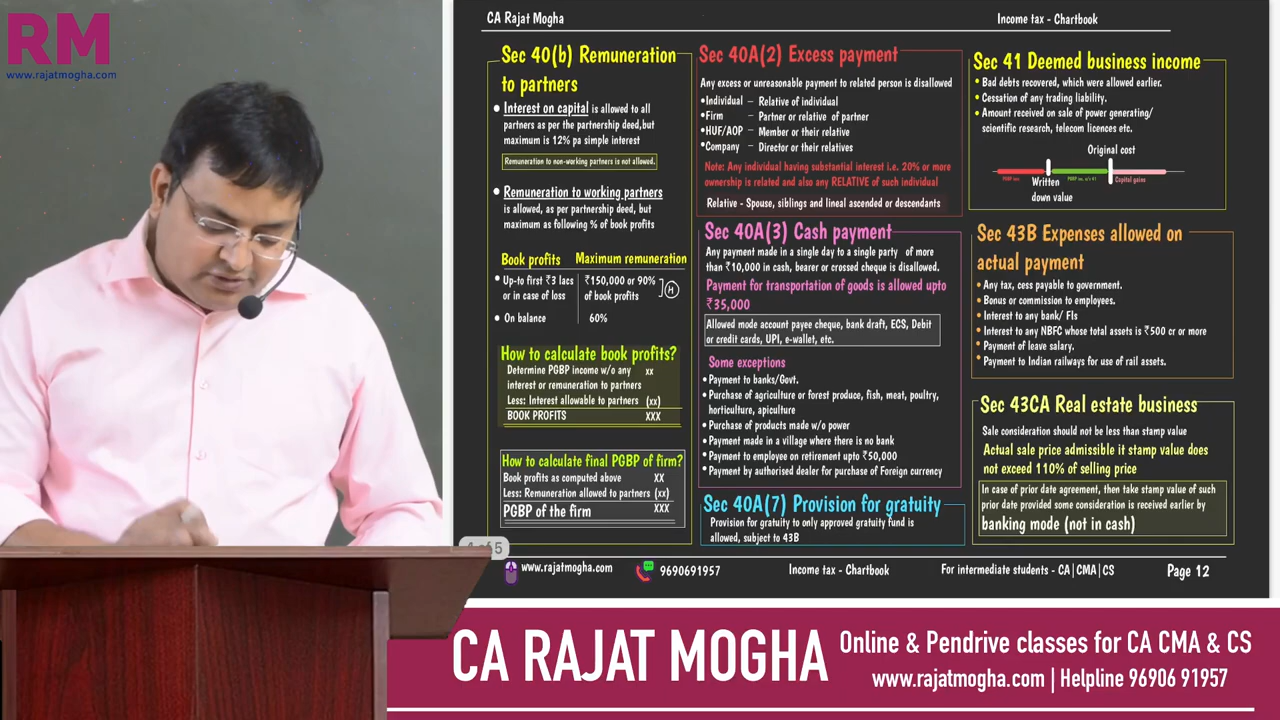 RM
www.rajatmogha.com
CA Rajat Mogha
Income tax - Chartbook
Sec 40(b) Remuneration
to partners
• Interest on capital is allowed to all
partners as per the partnership deed,but
maximum is 12% pa simple interest
Remuneration to non-working partners is not allowed.
• Remuneration to working partners
is allowed, as per partnership deed, but
maximum as following % of book profits
Book profits Maximum remuneration
• Up-to first ₹3 lacs ₹150,000 or 90%
or in case of loss of book profits H
• On balance 60%
How to calculate book profits?
Determine PGBP income w/o any xx
interest or remuneration to partners
Less: Interest allowable to partners (xx)
BOOK PROFITS XXX
How to calculate final PGBP of firm?
Book profits as computed above XX
Less: Remuneration allowed to partners (xx)
PGBP of the firm XXX
Sec 40A(2) Excess payment
Any excess or unreasonable payment to related person is disallowed
•Individual – Relative of individual
•Firm – Partner or relative of partner
•HUF/AOP – Member or their relative
•Company – Director or their relatives
Note: Any individual having substantial interest i.e. 20% or more
ownership is related and also any RELATIVE of such individual
Relative - Spouse, siblings and lineal ascended or descendants
Sec 40A(3) Cash payment
Any payment made in a single day to a single party of more
than ₹10,000 in cash, bearer or crossed cheque is disallowed.
Payment for transportation of goods is allowed upto
₹35,000
Allowed mode account payee cheque, bank draft, ECS, Debit
or credit cards, UPI, e-wallet, etc.
Some exceptions
• Payment to banks/Govt.
• Purchase of agriculture or forest produce, fish, meat, poultry,
horticulture, apiculture
• Purchase of products made w/o power
• Payment made in a village where there is no bank
• Payment to employee on retirement upto ₹50,000
• Payment by authorised dealer for purchase of Foreign currency
Sec 40A(7) Provision for gratuity
Provision for gratuity to only approved gratuity fund is
allowed, subject to 43B
Sec 41 Deemed business income
• Bad debts recovered, which were allowed earlier.
• Cessation of any trading liability.
• Amount received on sale of power generating/
scientific research, telecom licences etc.
Original cost
Capital gains
Written
down value
Sec 43B Expenses allowed on
actual payment
• Any tax, cess payable to government.
• Bonus or commission to employees.
• Interest to any bank/ FIs
• Interest to any NBFC whose total assets is ₹500 cr or more
• Payment of leave salary.
• Payment to Indian railways for use of rail assets.
Sec 43CA Real estate business
Sale consideration should not be less than stamp value
Actual sale price admissible it stamp value does
not exceed 110% of selling price
In case of prior date agreement, then take stamp value of such
prior date provided some consideration is received earlier by
banking mode (not in cash)
www.rajatmogha.com
9690691957
Income tax - Chartbook
For intermediate students - CA|CMA|CS
Page 12
CA RAJAT MOGHA
Online & Pendrive classes for CA CMA & CS
www.rajatmogha.com | Helpline 96906 91957